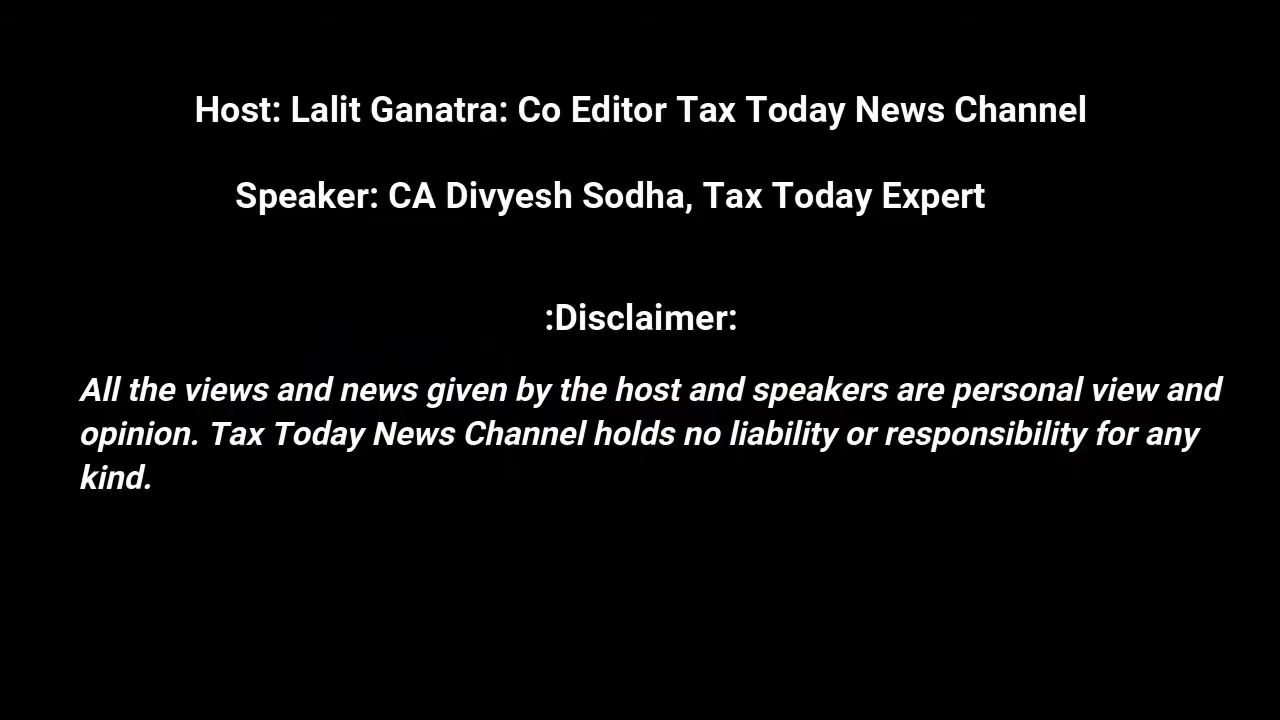 Host: Lalit Ganatra: Co Editor Tax Today News Channel
Speaker: CA Divyesh Sodha, Tax Today Expert
:Disclaimer:
All the views and news given by the host and speakers are personal view and
opinion. Tax Today News Channel holds no liability or responsibility for any
kind.